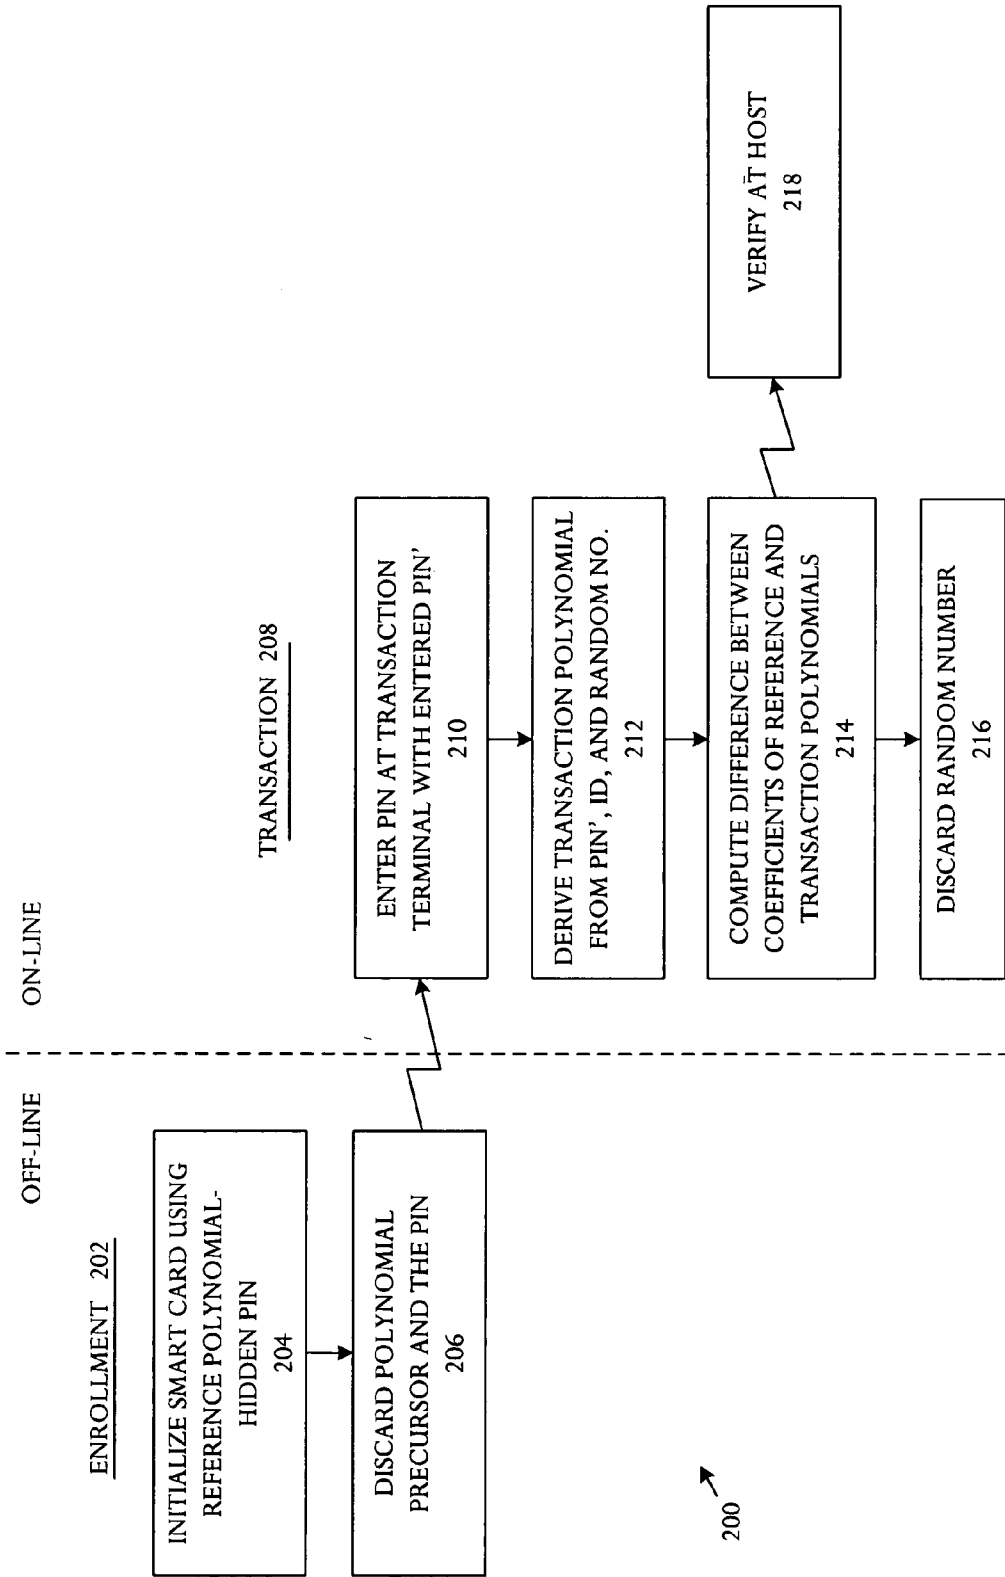 OFF-LINE
ON-LINE
ENROLLMENT 202
INITIALIZE SMART CARD USING
REFERENCE POLYNOMIAL-
HIDDEN PIN
204
DISCARD POLYNOMIAL
PRECURSOR AND THE PIN
206
TRANSACTION 208
ENTER PIN AT TRANSACTION
TERMINAL WITH ENTERED PIN'
210
DERIVE TRANSACTION POLYNOMIAL
FROM PIN', ID, AND RANDOM NO.
212
COMPUTE DIFFERENCE BETWEEN
COEFFICIENTS OF REFERENCE AND
TRANSACTION POLYNOMIALS
214
DISCARD RANDOM NUMBER
216
VERIFY AT HOST
218
200